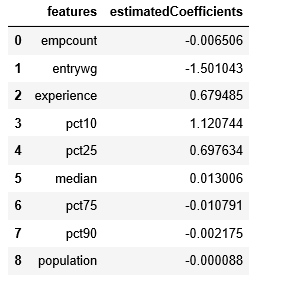 features estimatedCoefficients
0 empcount -0.006506
1 entrywg -1.501043
2 experience 0.679485
3 pct10 1.120744
4 pct25 0.697634
5 median 0.013006
6 pct75 -0.010791
7 pct90 -0.002175
8 population -0.000088